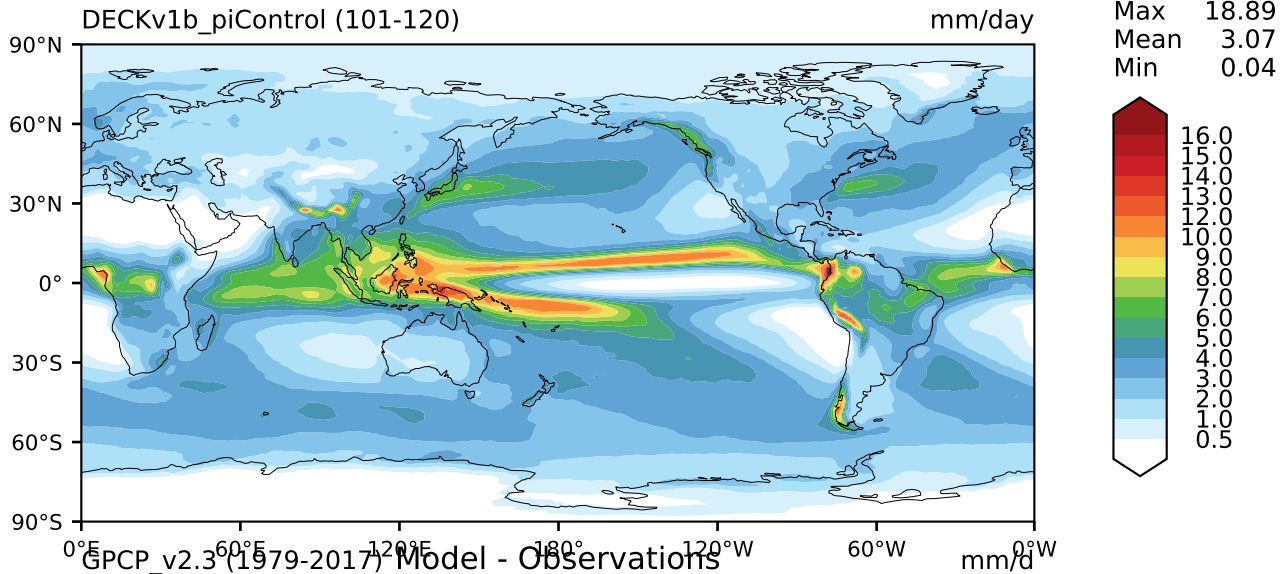 DECKv1b_piControl (101-120) mm/day
Max 18.89
Mean 3.07
Min 0.04
90°N
60°N
30°N
0°
30°S
60°S
90°S
16.0
15.0
14.0
13.0
12.0
10.0
9.0
8.0
7.0
6.0
5.0
4.0
3.0
2.0
1.0
0.5
0°E 60°E 120°E 180° 120°W 60°W 0°W
GPCP_v2.3 (1979-2017) Model - Observations mm/d